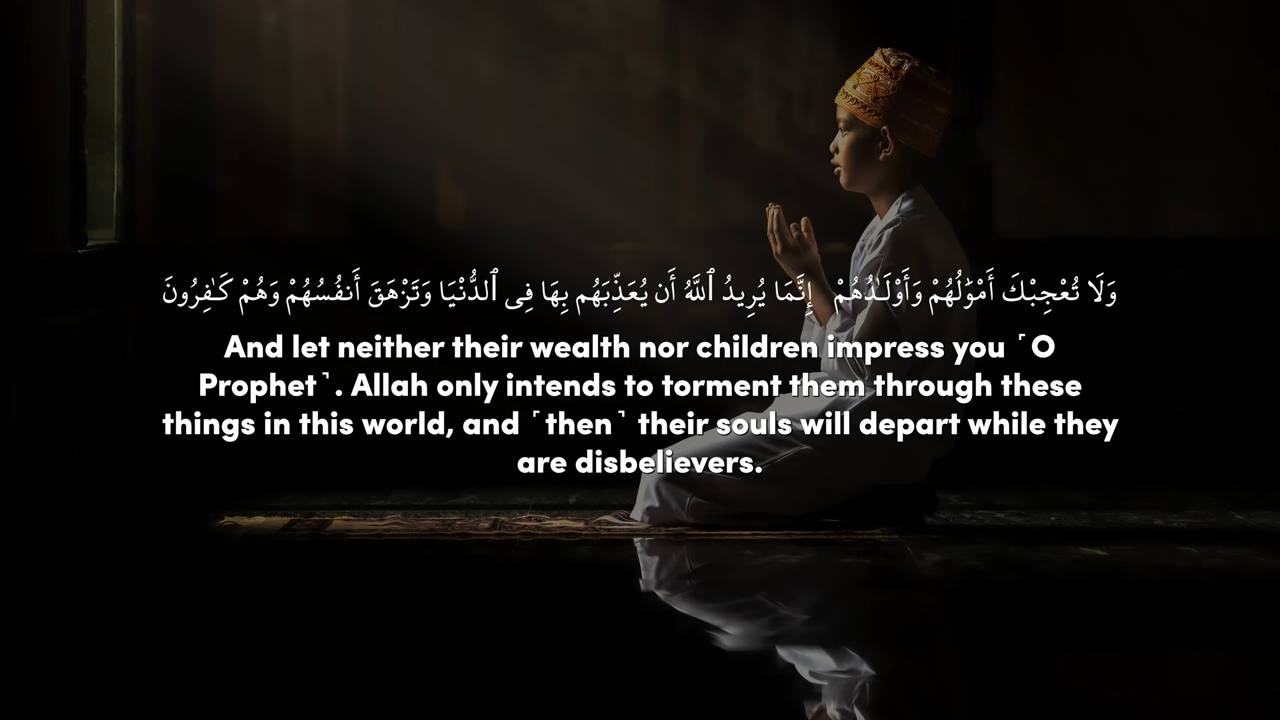 وَلَا تُعْجِبْكَ أَمْوَٰلُهُمْ وَأَوْلَـٰدُهُمْ إِنَّمَا يُرِيدُ ٱللَّهُ أَن يُعَذِّبَهُم بِهَا فِى ٱلدُّنْيَا وَتَزْهَقَ أَنفُسُهُمْ وَهُمْ كَـٰفِرُونَ
And let neither their wealth nor children impress you ˹O
Prophet˺. Allah only intends to torment them through these
things in this world, and ˹then˺ their souls will depart while they
are disbelievers.